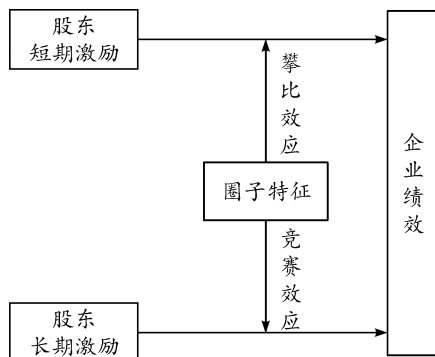 股东
短期激励
攀比效应
企业绩效
圈子特征
竞赛效应
股东
长期激励